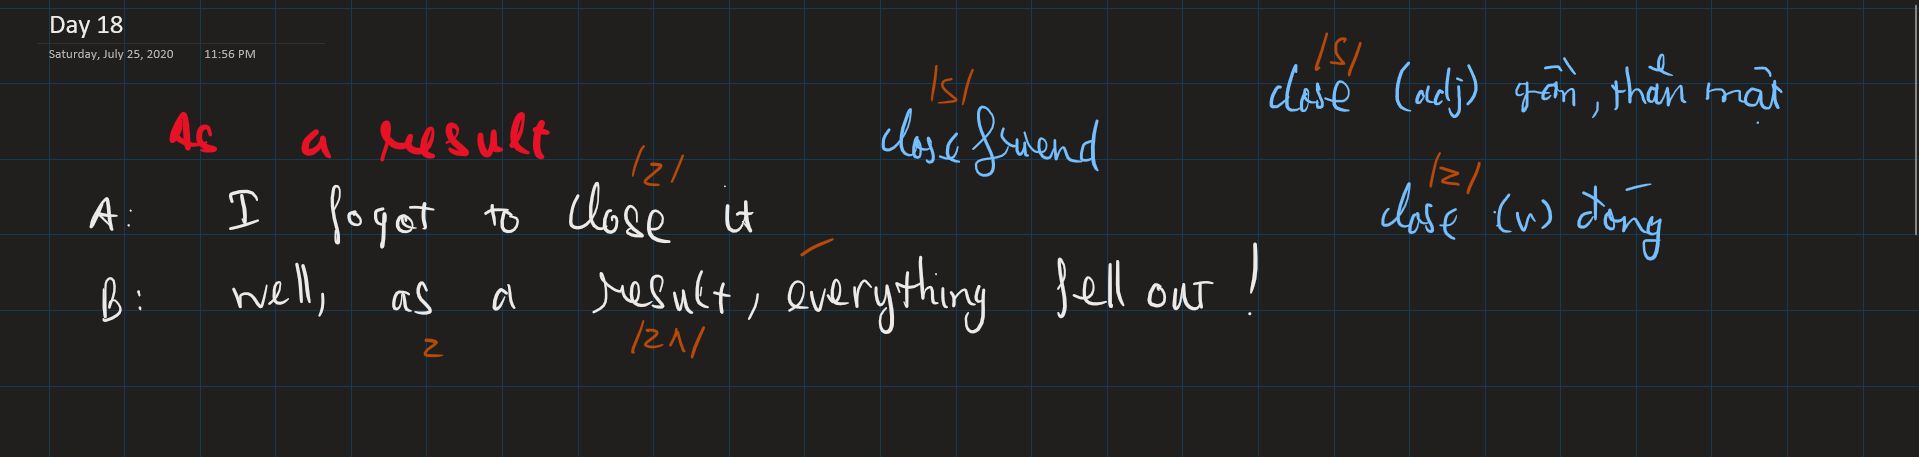 Day 18
Saturday, July 25, 2020 11:56 PM
/s/
close (adj) gần, thân mật
/s/
close friend
As a result
/z/
A: I fogot to close it
/z/
close (v) đóng
B: well, as a result, everything fell out!
z /zʌ/